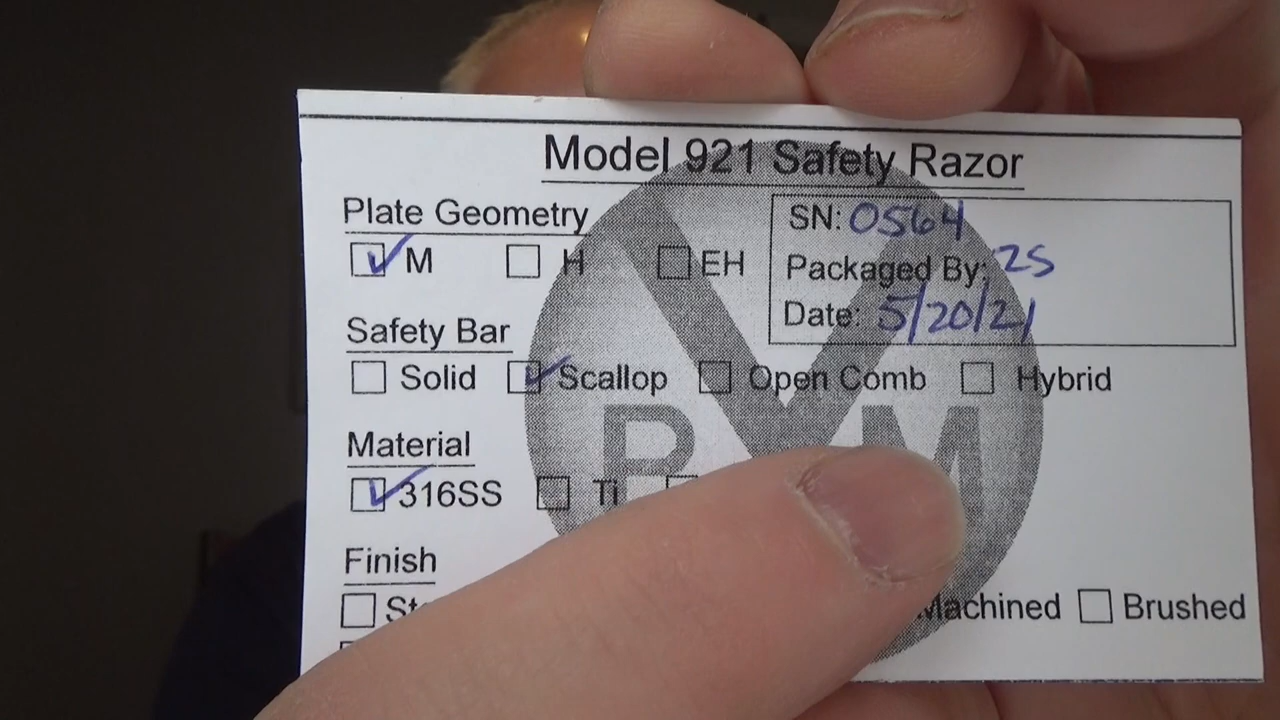 Model 921 Safety Razor
Plate Geometry
M H EH
SN: 0564
Packaged By: ZS
Date: 5/20/21
Safety Bar
Solid Scallop Open Comb Hybrid
Material
316SS Ti
P V M
Finish
Machined Brushed